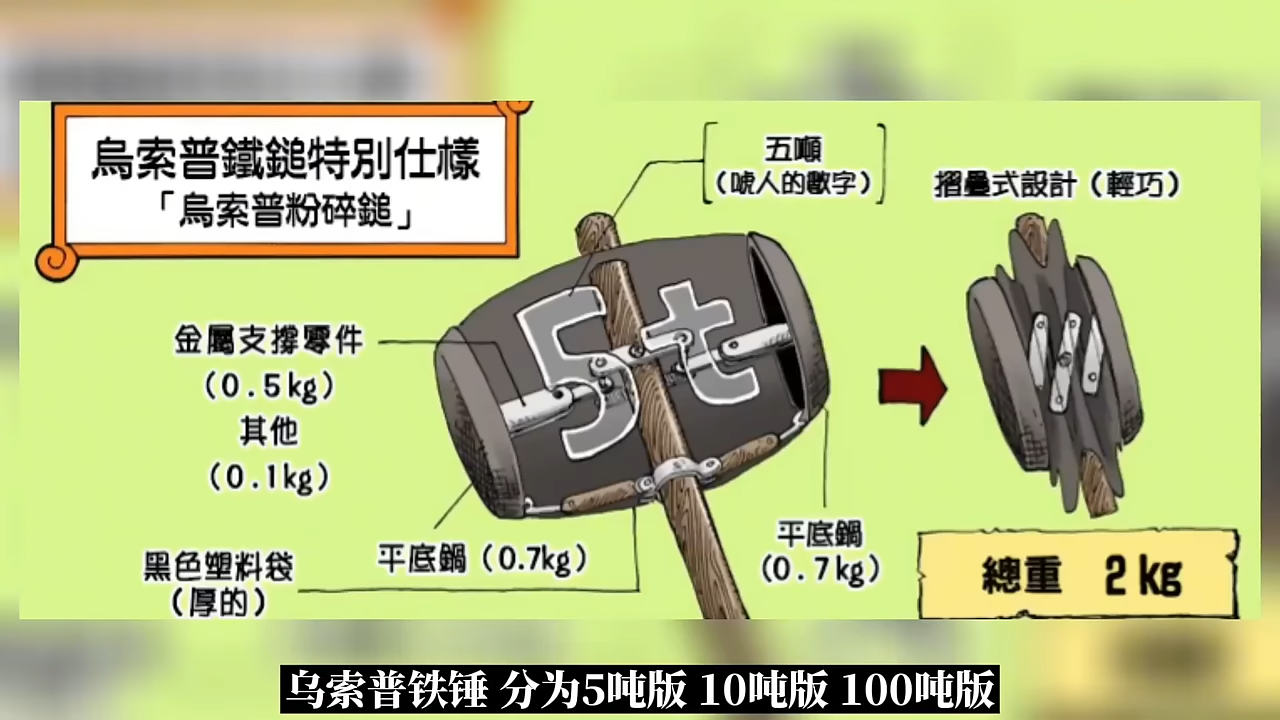 烏索普鐵鎚特別仕樣
「烏索普粉碎鎚」
五噸
(唬人的數字)
摺疊式設計(輕巧)
5t
金屬支撐零件
(0.5kg)
其他
(0.1kg)
平底鍋(0.7kg)
平底鍋
(0.7kg)
黑色塑料袋
(厚的)
總重 2kg
乌索普铁锤 分为5吨版 10吨版 100吨版